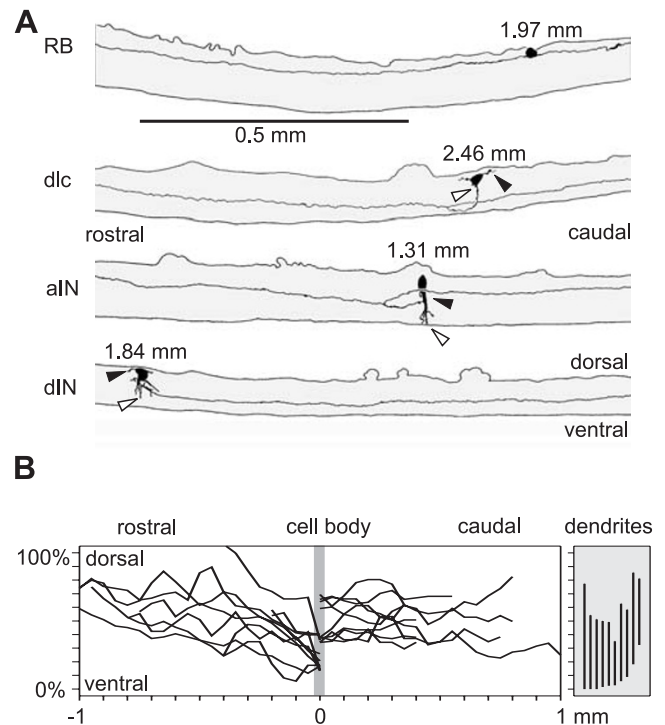 A
RB
1.97 mm
0.5 mm
dlc
2.46 mm
rostral
caudal
aIN
1.31 mm
dorsal
dIN
1.84 mm
ventral
B
rostral
cell body
caudal
dendrites
100%
dorsal
0%
ventral
-1
0
1 mm